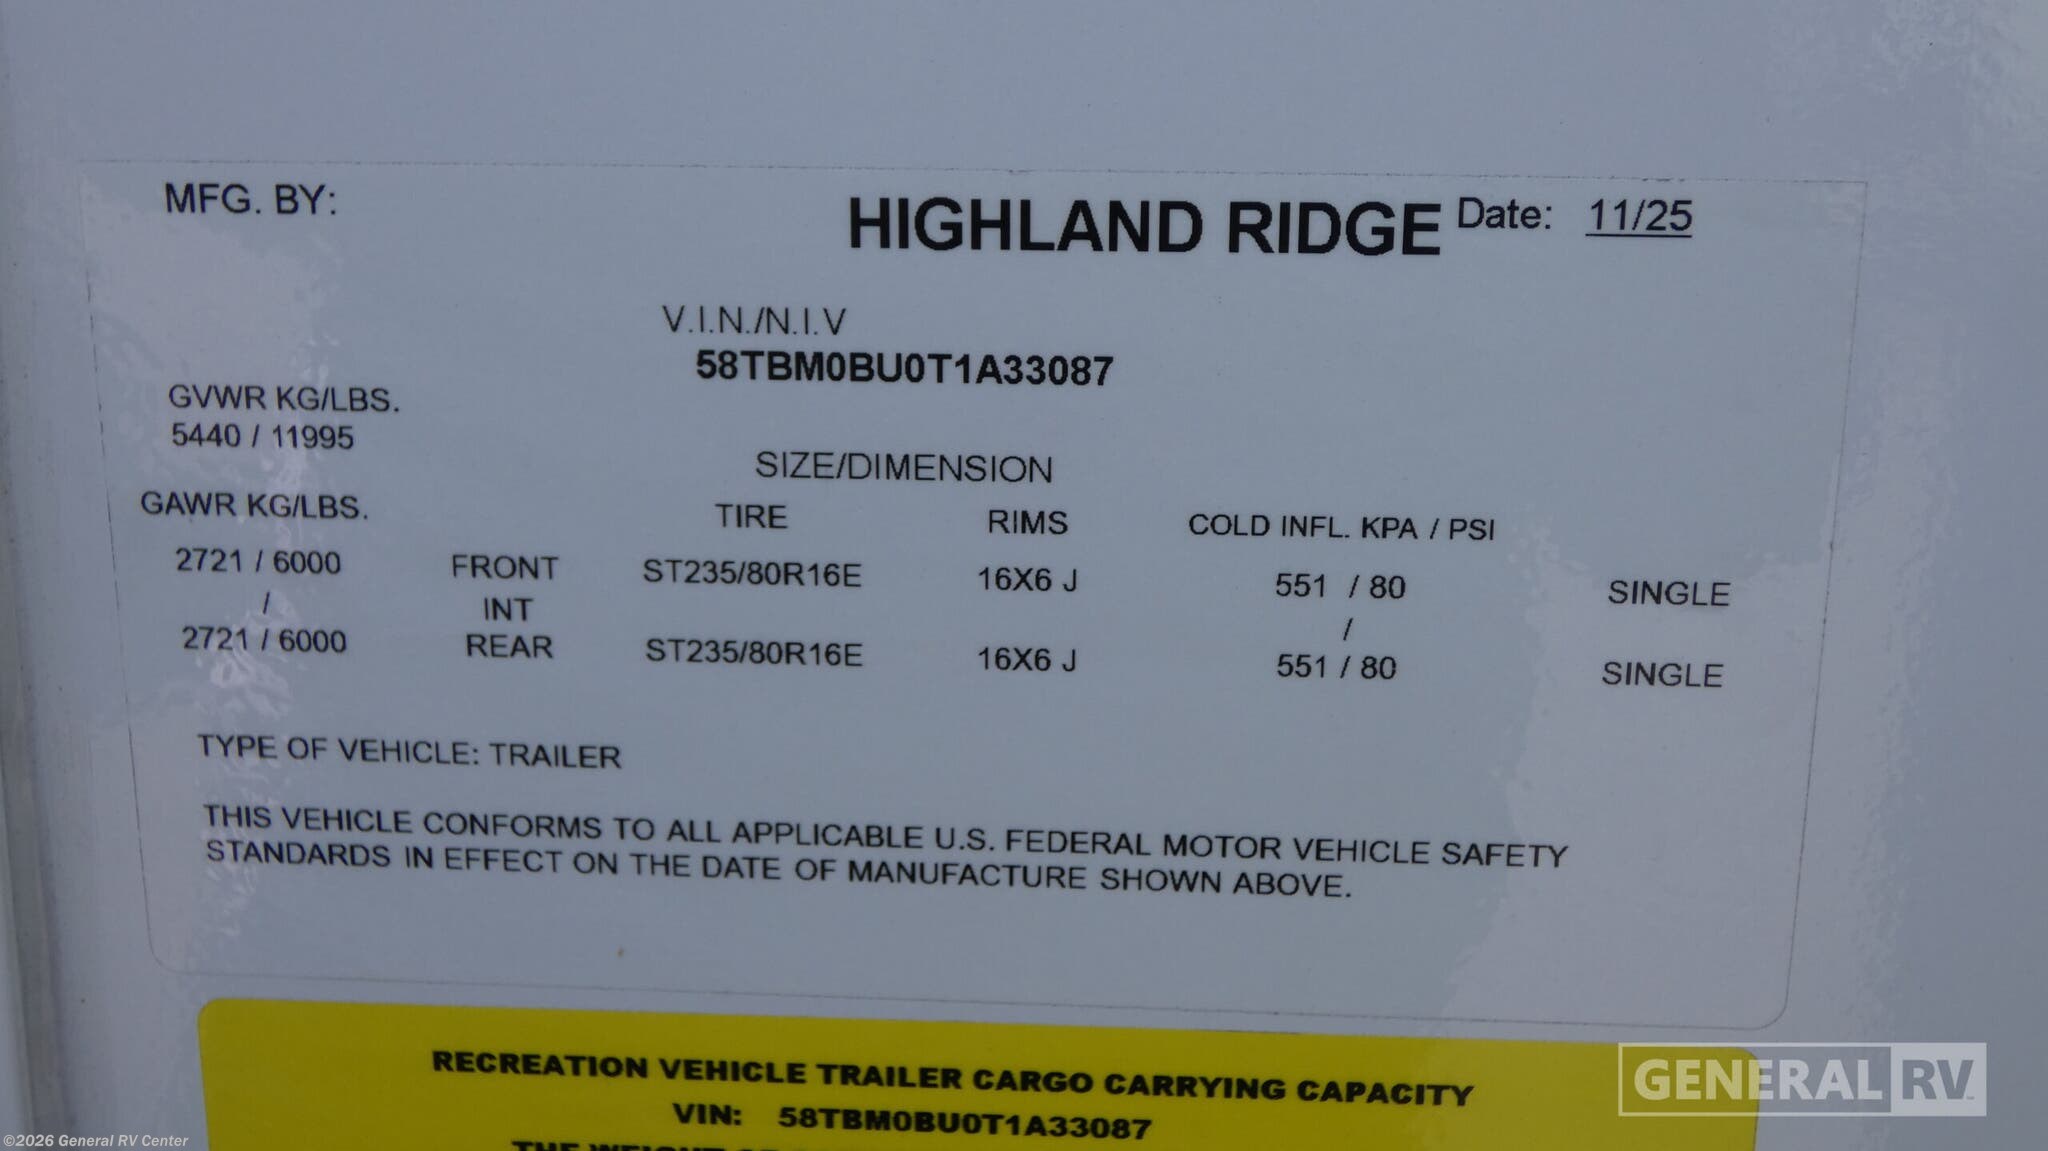 MFG. BY: HIGHLAND RIDGE Date: 11/25
V.I.N./N.I.V
58TBM0BU0T1A33087
GVWR KG/LBS.
5440 / 11995
SIZE/DIMENSION
GAWR KG/LBS. TIRE RIMS COLD INFL. KPA / PSI
2721 / 6000 FRONT ST235/80R16E 16X6 J 551 / 80 SINGLE
/ INT /
2721 / 6000 REAR ST235/80R16E 16X6 J 551 / 80 SINGLE
TYPE OF VEHICLE: TRAILER
THIS VEHICLE CONFORMS TO ALL APPLICABLE U.S. FEDERAL MOTOR VEHICLE SAFETY
STANDARDS IN EFFECT ON THE DATE OF MANUFACTURE SHOWN ABOVE.
RECREATION VEHICLE TRAILER CARGO CARRYING CAPACITY
VIN: 58TBM0BU0T1A33087
THE WEIGHT
GENERAL RV
©2026 General RV Center